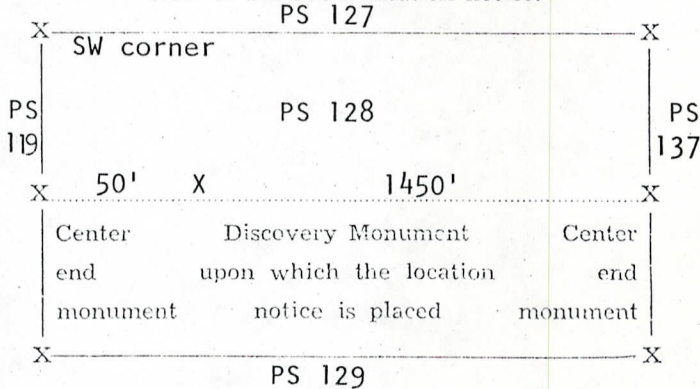 PS 127
X X
SW corner
PS PS 128 PS
119 137
X 50' X 1450' X
Center Discovery Monument Center
end upon which the location end
monument notice is placed monument
X X
PS 129